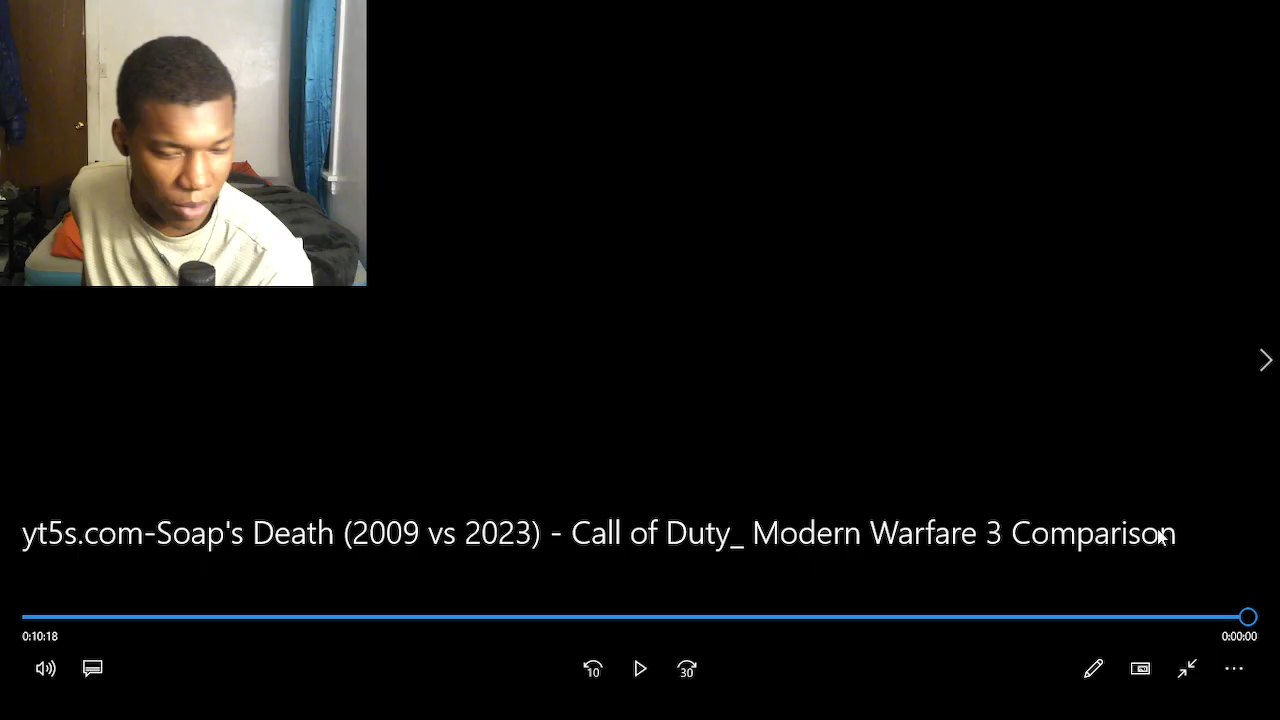 yt5s.com-Soap's Death (2009 vs 2023) - Call of Duty_ Modern Warfare 3 Comparison
0:10:18
0:00:00
10
30